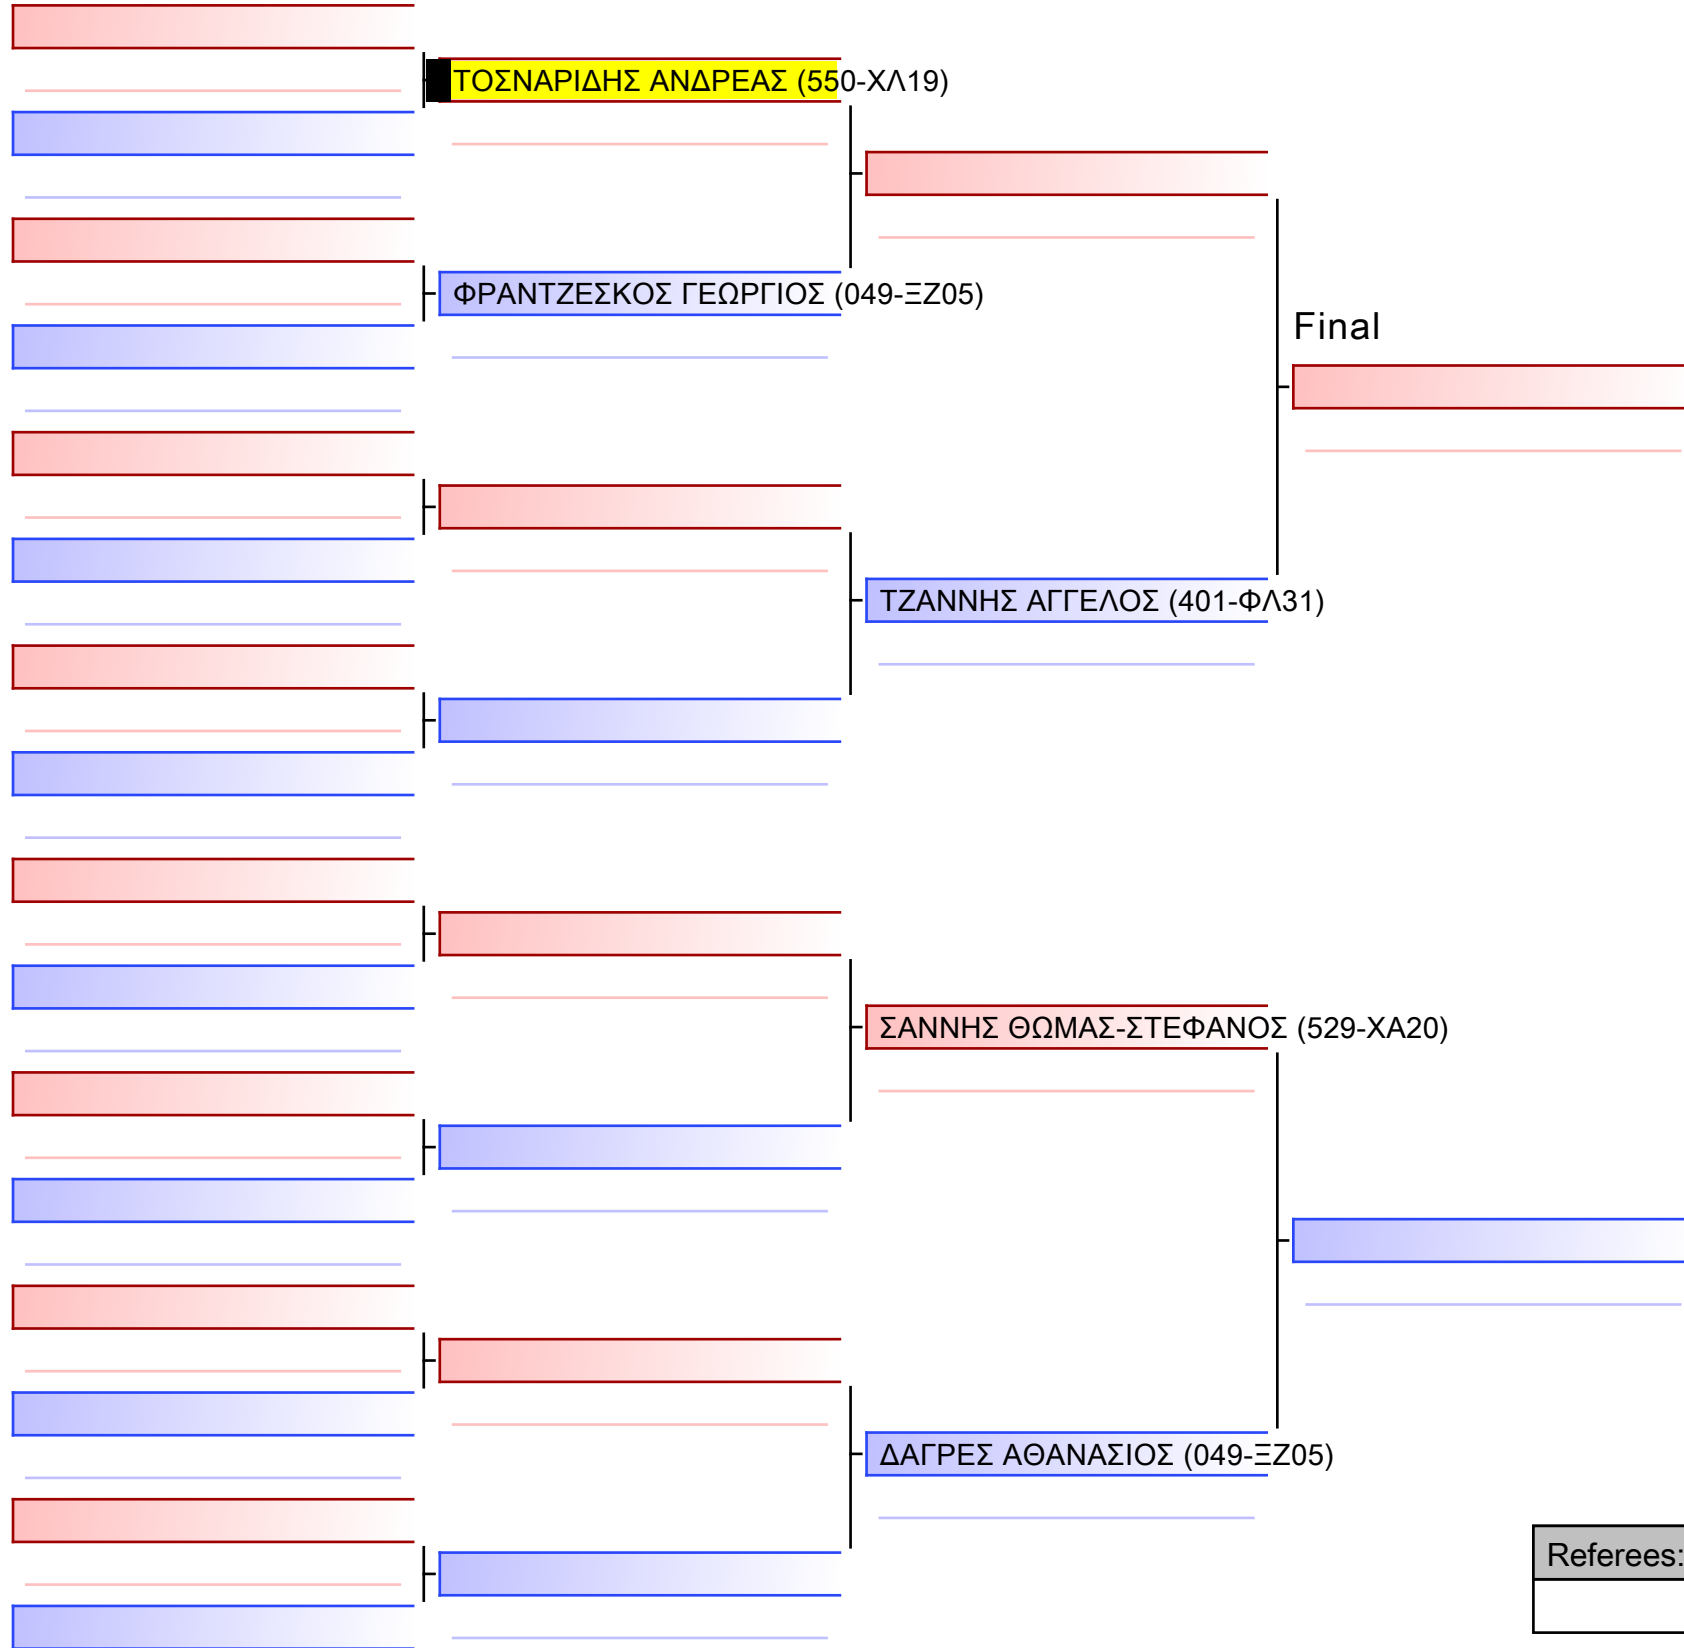 ΤΟΣΝΑΡΙΔΗΣ ΑΝΔΡΕΑΣ (550-ΧΛ19)
ΦΡΑΝΤΖΕΣΚΟΣ ΓΕΩΡΓΙΟΣ (049-ΞΖ05)
Final
ΤΖΑΝΝΗΣ ΑΓΓΕΛΟΣ (401-ΦΛ31)
ΣΑΝΝΗΣ ΘΩΜΑΣ-ΣΤΕΦΑΝΟΣ (529-ΧΑ20)
ΔΑΓΡΕΣ ΑΘΑΝΑΣΙΟΣ (049-ΞΖ05)
Referees: